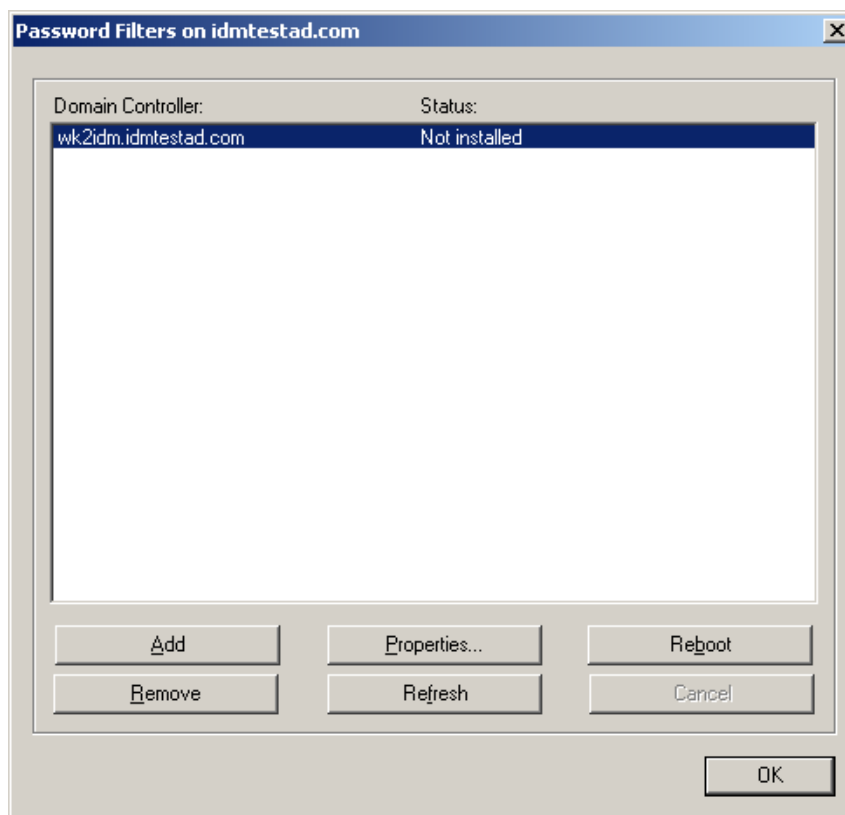 Password Filters on idmtestad.com
Domain Controller: Status:
wk2idm.idmtestad.com Not installed
Add Properties... Reboot
Remove Refresh Cancel
OK